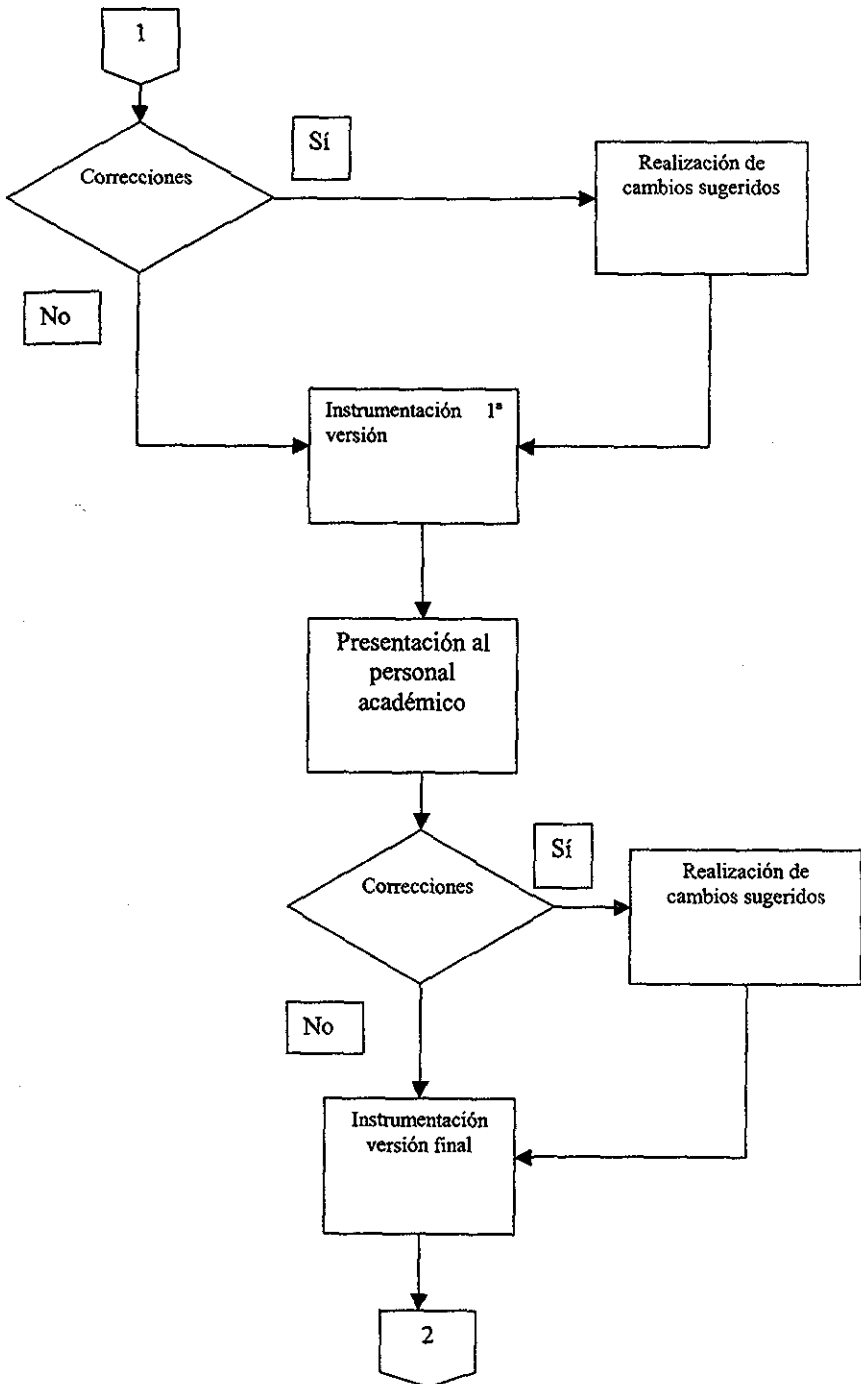 1
Correcciones
Sí
Realización de
cambios sugeridos
No
Instrumentación 1ª
versión
Presentación al
personal
académico
Correcciones
Sí
Realización de
cambios sugeridos
No
Instrumentación
versión final
2